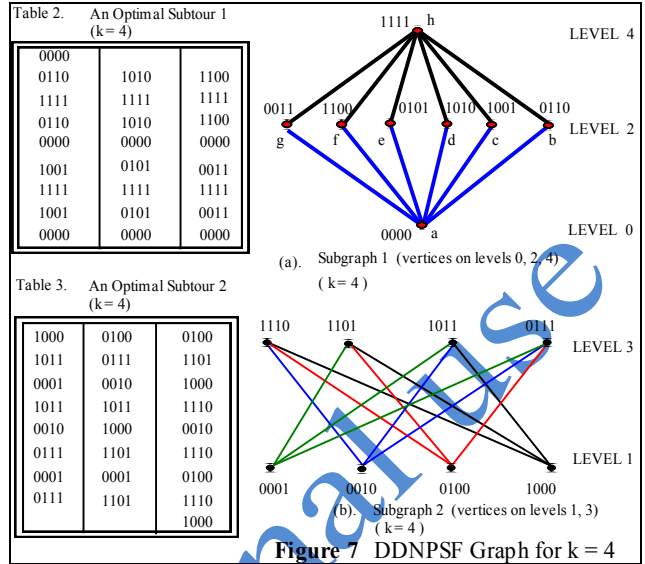 Table 2. An Optimal Subtour 1
(k= 4)
0000
0110 1010 1100
1111 1111 1111
0110 1010 1100
0000 0000 0000
1001 0101 0011
1111 1111 1111
1001 0101 0011
0000 0000 0000
1111 h LEVEL 4
0011 1100 0101 1010 1001 0110
g f e d c b LEVEL 2
0000 a LEVEL 0
(a). Subgraph 1 (vertices on levels 0, 2, 4)
( k= 4 )
Table 3. An Optimal Subtour 2
(k= 4)
1000 0100 0100
1011 0111 1101
0001 0010 1000
1011 1011 1110
0010 1000 0010
0111 1101 1110
0001 0001 0100
0111 1101 1110
1000
1110 1101 1011 0111
LEVEL 3
LEVEL 1
0001 0010 0100 1000
(b). Subgraph 2 (vertices on levels 1, 3)
( k= 4 )
Figure 7 DDNPSF Graph for k = 4
nal use